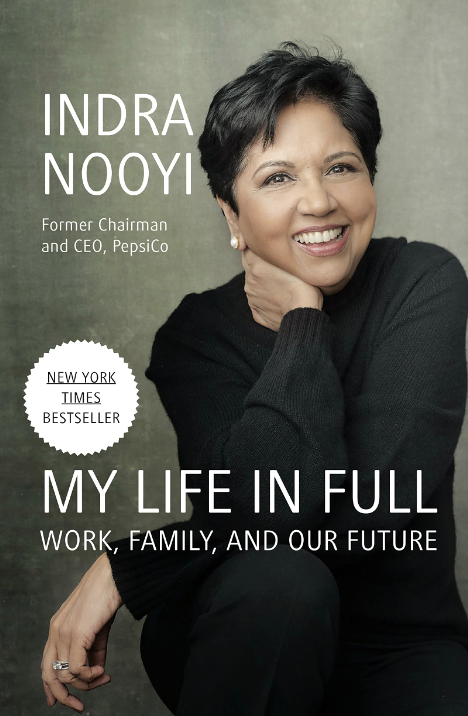 INDRA
NOOYI
Former Chairman
and CEO, PepsiCo
NEW YORK
TIMES
BESTSELLER
MY LIFE IN FULL
WORK, FAMILY, AND OUR FUTURE